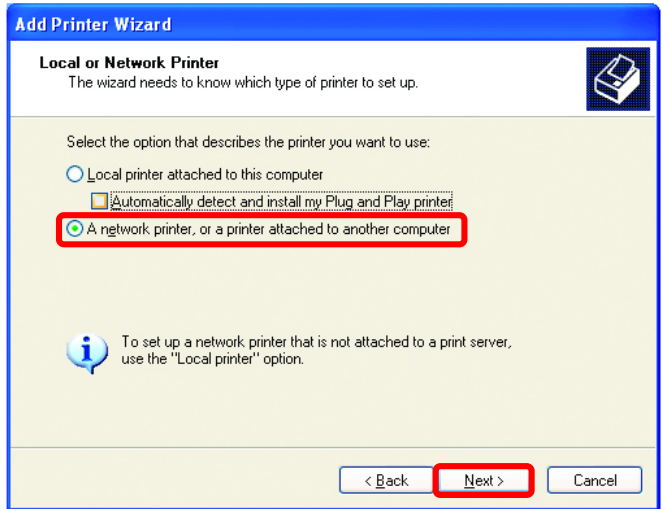 Add Printer Wizard
Local or Network Printer
The wizard needs to know which type of printer to set up.
Select the option that describes the printer you want to use:
Local printer attached to this computer
Automatically detect and install my Plug and Play printer
A network printer, or a printer attached to another computer
To set up a network printer that is not attached to a print server,
use the "Local printer" option.
< Back Next > Cancel